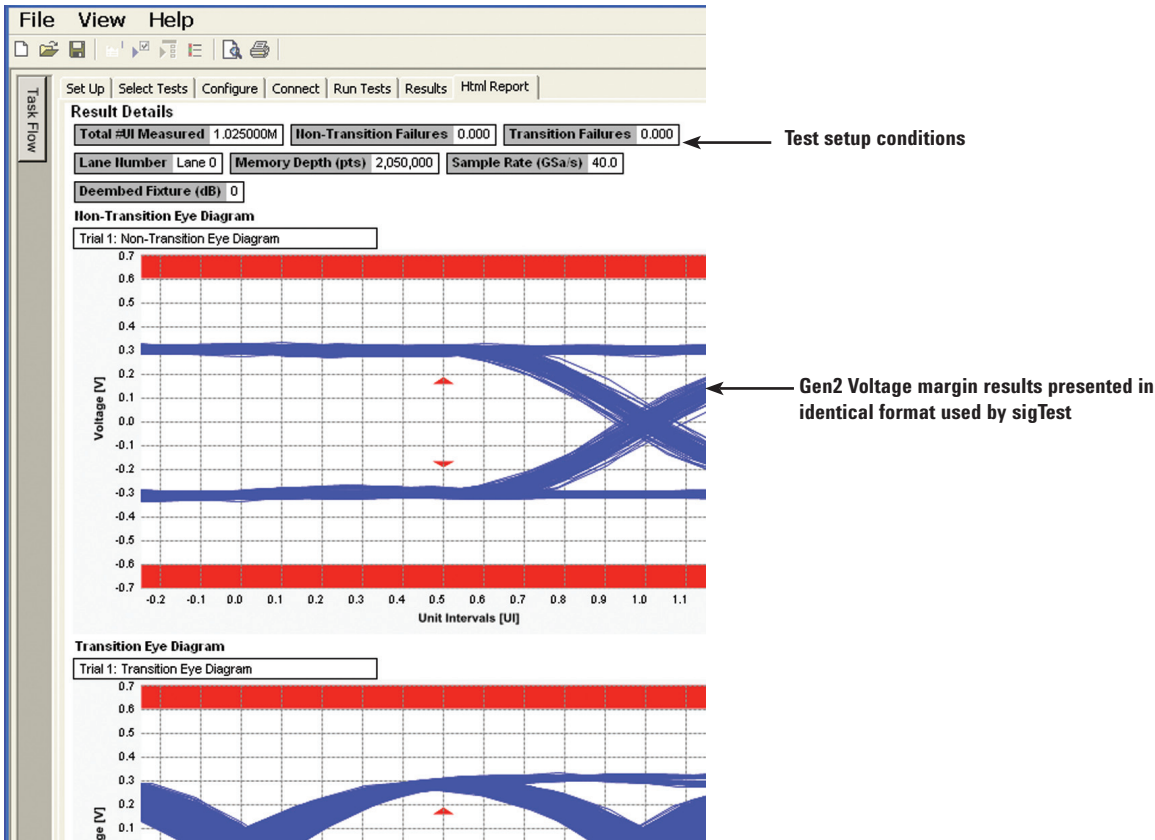 File View Help
Task Flow
Set Up Select Tests Configure Connect Run Tests Results Html Report
Result Details
Total #UI Measured 1.025000M Non-Transition Failures 0.000 Transition Failures 0.000
Lane Number Lane 0 Memory Depth (pts) 2,050,000 Sample Rate (GSa/s) 40.0
Deembed Fixture (dB) 0
Test setup conditions
Non-Transition Eye Diagram
Trial 1: Non-Transition Eye Diagram
0.7
0.6
0.5
0.4
0.3
0.2
0.1
0.0
-0.1
-0.2
-0.3
-0.4
-0.5
-0.6
-0.7
Voltage [V]
-0.2 -0.1 0.0 0.1 0.2 0.3 0.4 0.5 0.6 0.7 0.8 0.9 1.0 1.1
Unit Intervals [UI]
Gen2 Voltage margin results presented in
identical format used by sigTest
Transition Eye Diagram
Trial 1: Transition Eye Diagram
0.7
0.6
0.5
0.4
0.3
0.2
0.1
ge [V]